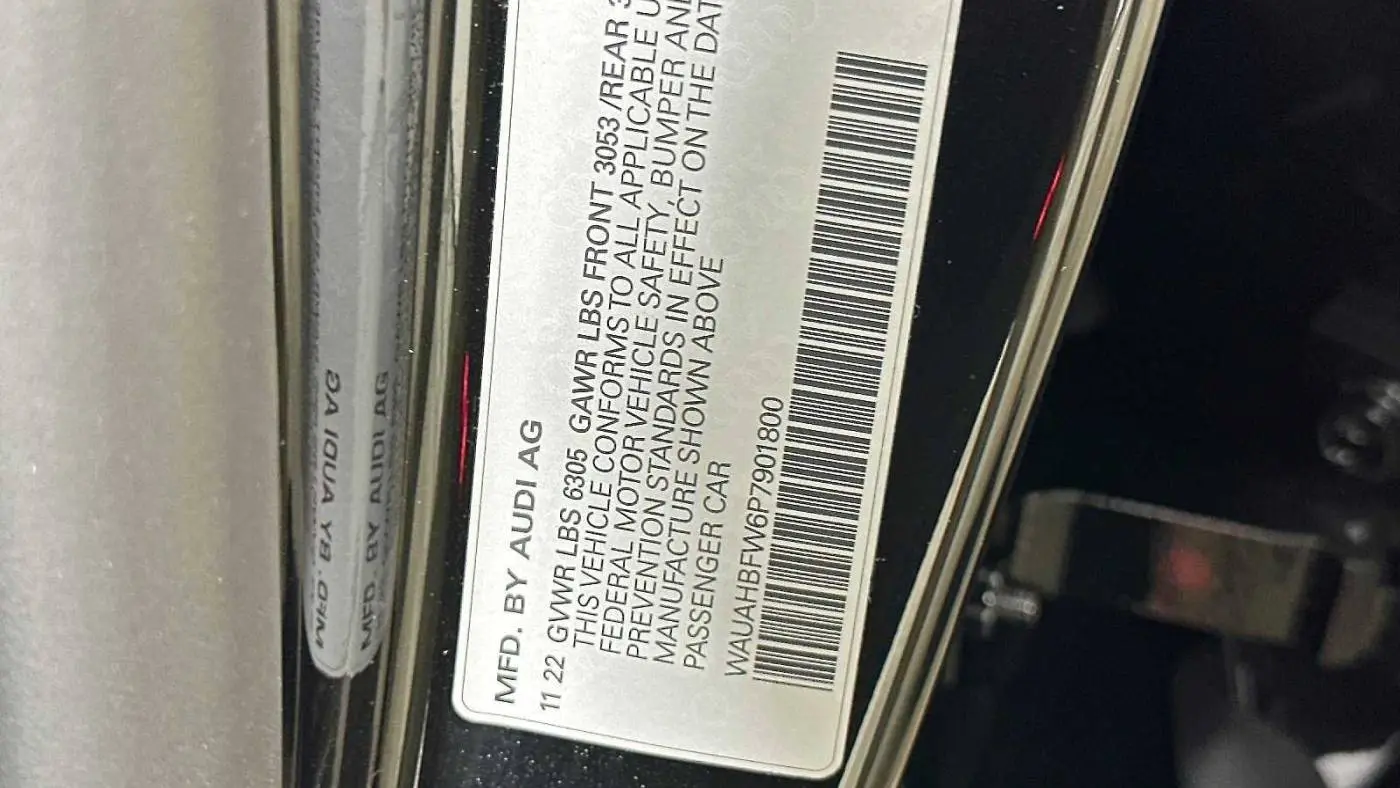 MFD. BY AUDI AG
11 22 GVWR LBS 6305 GAWR LBS FRONT 3053 /REAR 3
THIS VEHICLE CONFORMS TO ALL APPLICABLE U
FEDERAL MOTOR VEHICLE SAFETY, BUMPER AND
PREVENTION STANDARDS IN EFFECT ON THE DAT
MANUFACTURE SHOWN ABOVE
PASSENGER CAR
WAUAHBFW6P7901800
MFD. BY AUDI AG